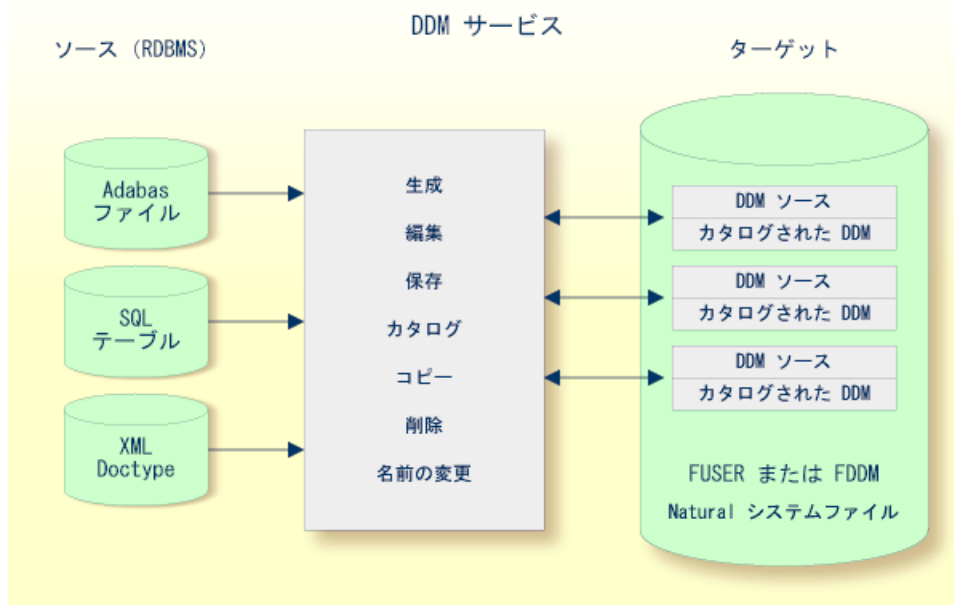 DDM サービス
ソース (RDBMS)
ターゲット
Adabas
ファイル
SQL
テーブル
XML
Doctype
生成
編集
保存
カタログ
コピー
削除
名前の変更
DDM ソース
カタログされた DDM
DDM ソース
カタログされた DDM
DDM ソース
カタログされた DDM
FUSER または FDDM
Natural システムファイル